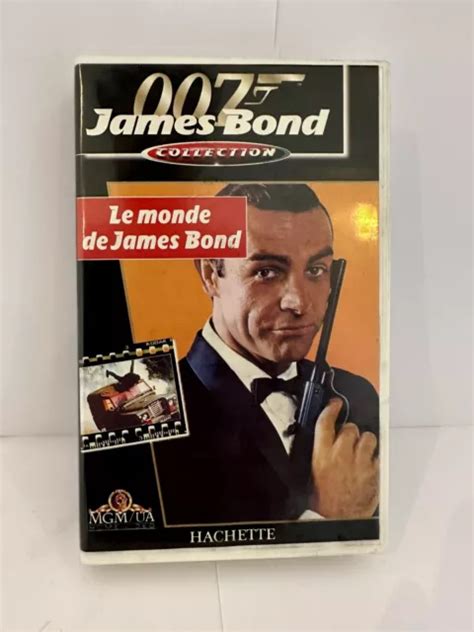 007
James Bond
COLLECTION
Le monde
de James Bond
MGM/UA
HACHETTE